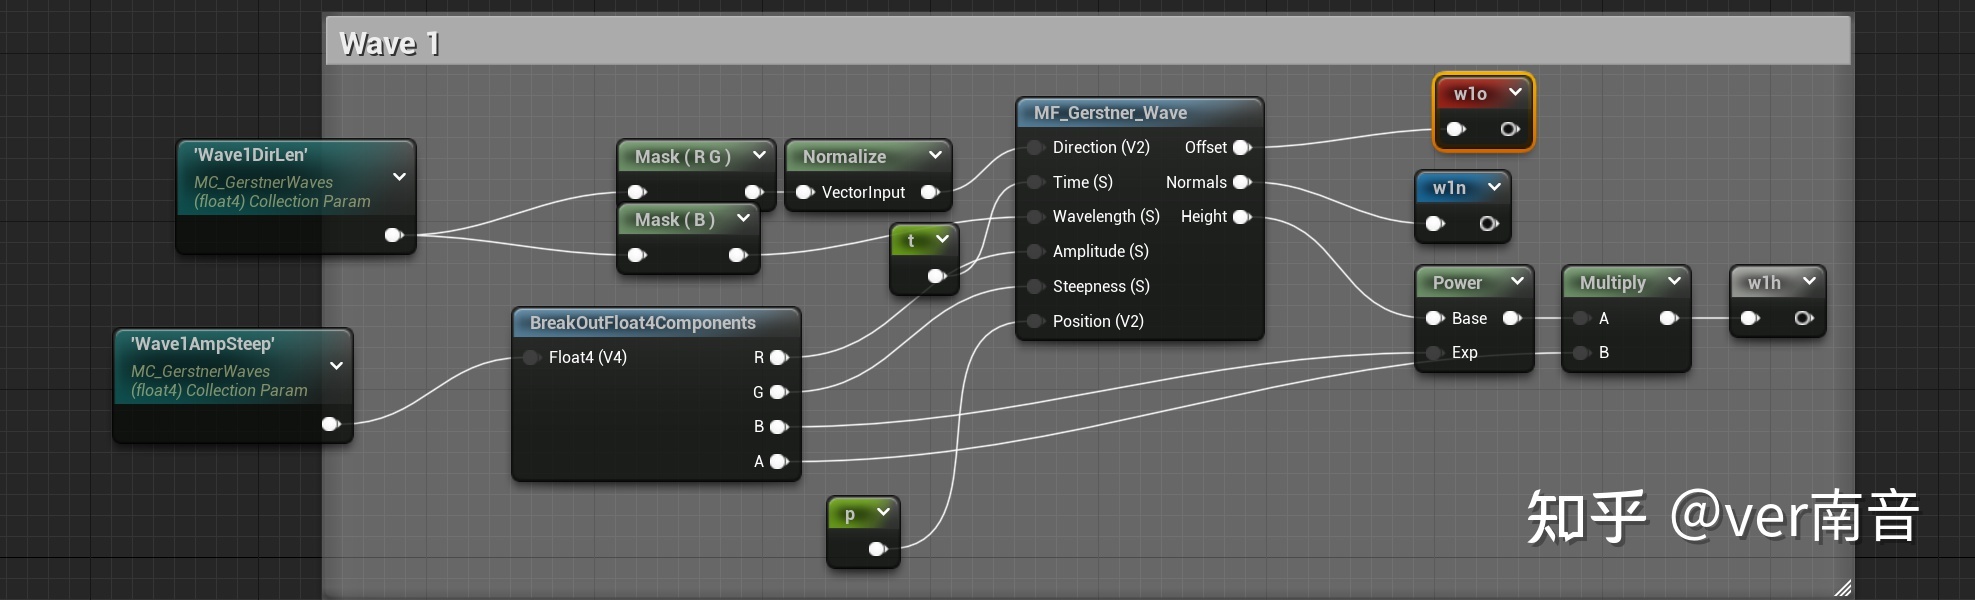 Wave 1
'Wave1DirLen'
MC_GerstnerWaves
(float4) Collection Param
'Wave1AmpSteep'
MC_GerstnerWaves
(float4) Collection Param
Mask ( R G )
Normalize
VectorInput
Mask ( B )
t
BreakOutFloat4Components
Float4 (V4) R
G
B
A
p
MF_Gerstner_Wave
Direction (V2) Offset
Time (S) Normals
Wavelength (S) Height
Amplitude (S)
Steepness (S)
Position (V2)
w1o
w1n
Power
Base
Exp
Multiply
A
B
w1h
知乎 @ver南音